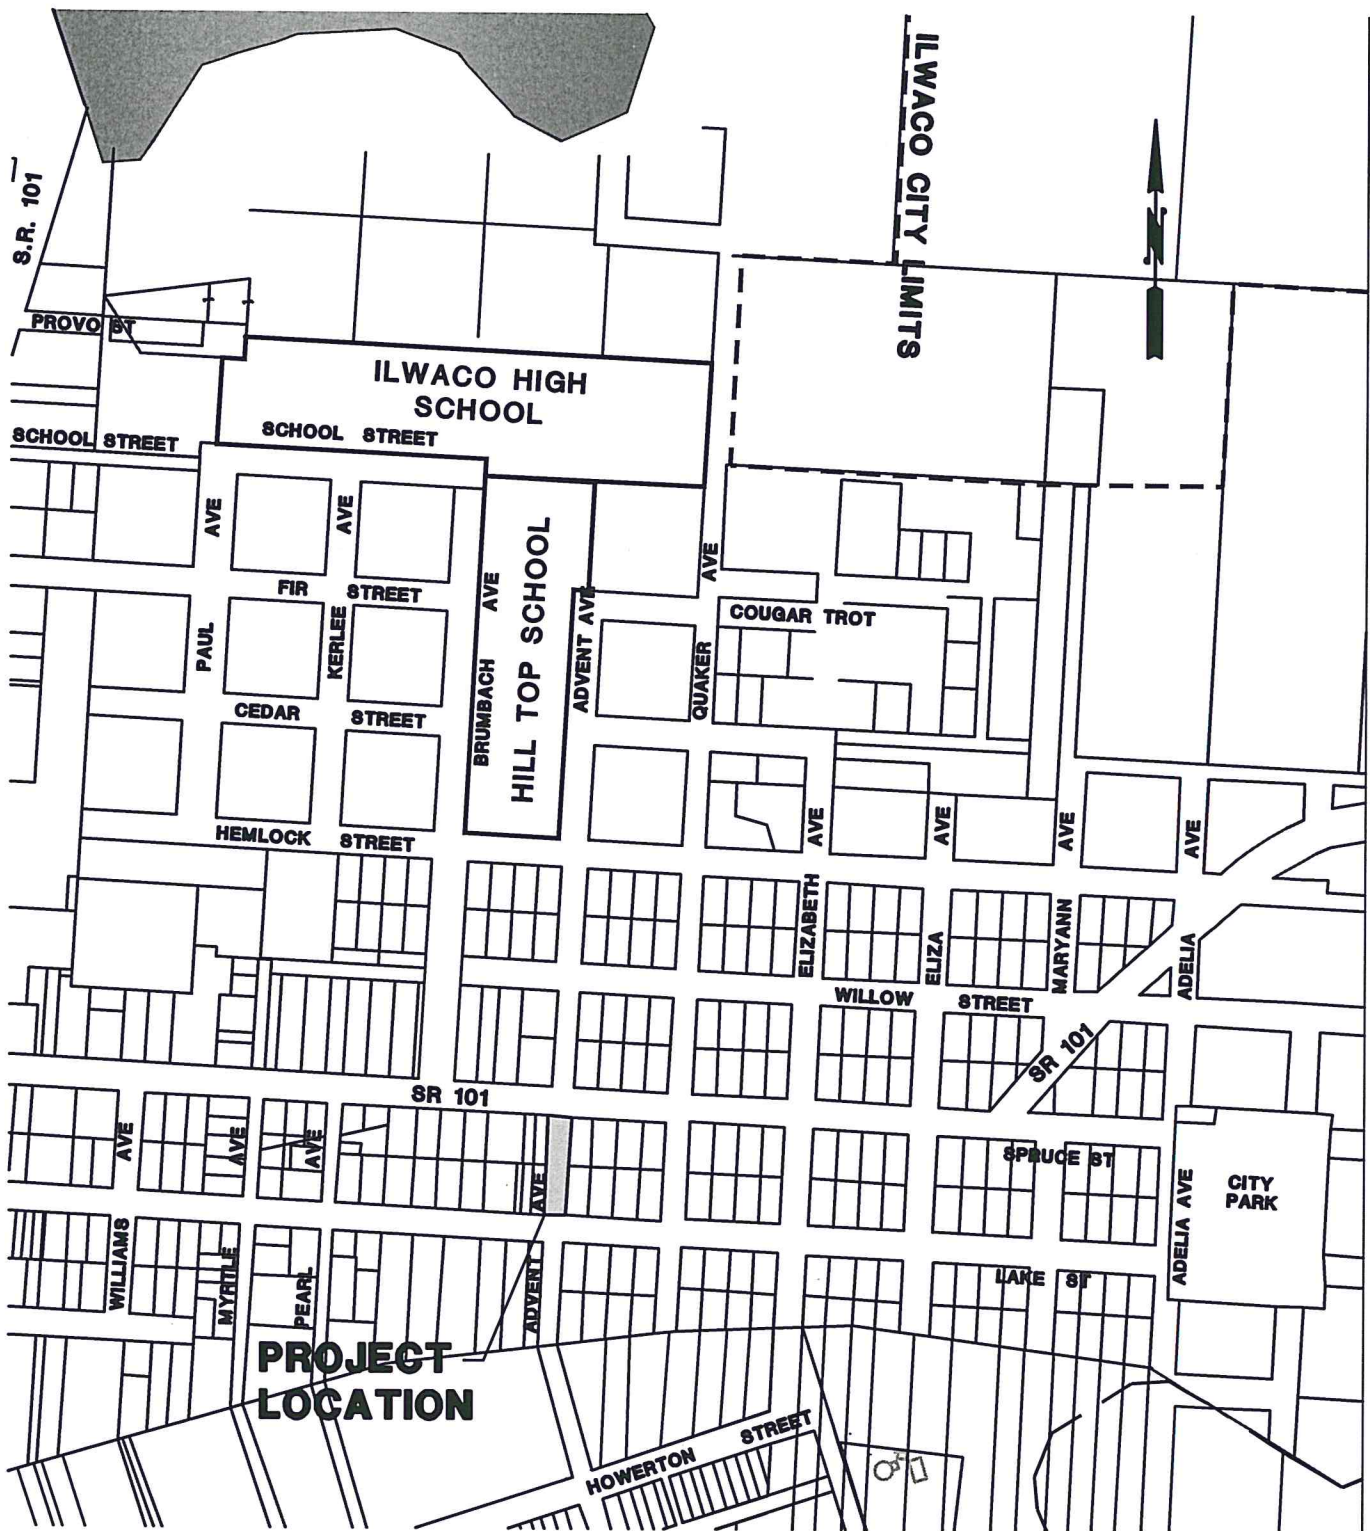 ILWACO CITY LIMITS
N
S.R. 101
PROVO ST
ILWACO HIGH
SCHOOL
SCHOOL STREET
SCHOOL STREET
AVE
AVE
AVE
AVE
FIR STREET
HILL TOP SCHOOL
ADVENT AVE
COUGAR TROT
PAUL
KERLEE
BRUMBACH
QUAKER
CEDAR STREET
HEMLOCK STREET
AVE
AVE
AVE
AVE
ELIZABETH
ELIZA
MARYANN
ADELIA
WILLOW STREET
SR 101
SR 101
AVE
AVE
AVE
AVE
SPRUCE ST
ADELIA AVE
CITY
PARK
WILLIAMS
MYRTLE
PEARL
ADVENT
LAKE ST
PROJECT
LOCATION
HOWERTON STREET